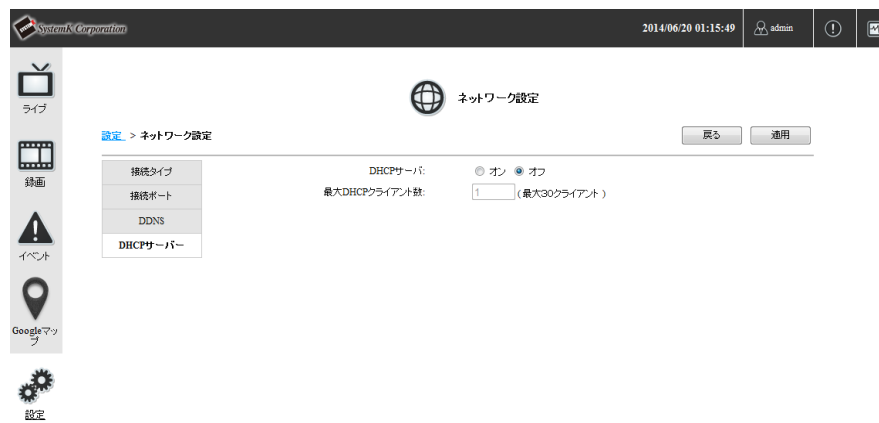 SystemK Corporation
2014/06/20 01:15:49
admin
ライブ
録画
イベント
Googleマッ
プ
設定
ネットワーク設定
設定 > ネットワーク設定
戻る
適用
接続タイプ
接続ポート
DDNS
DHCPサーバー
DHCPサーバ:
オン
オフ
最大DHCPクライアント数:
1
(最大30クライアント)